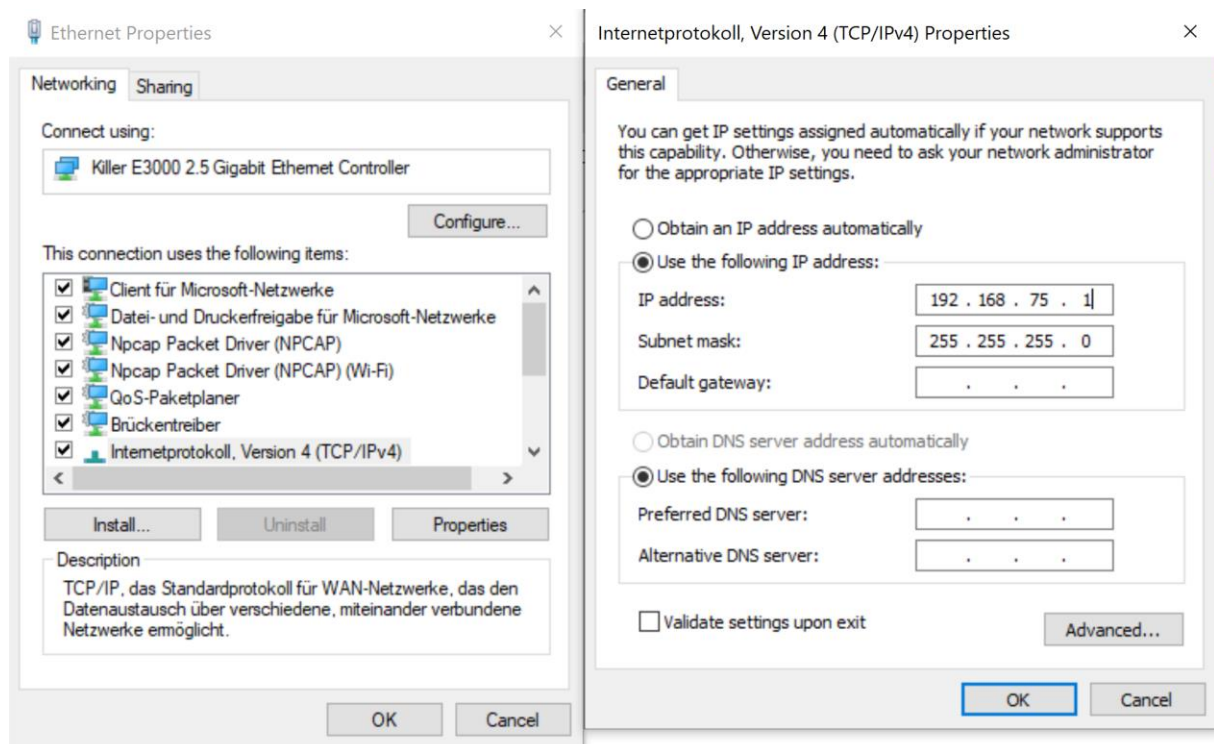 Ethernet Properties
Networking
Sharing
Connect using:
Killer E3000 2.5 Gigabit Ethernet Controller
Configure...
This connection uses the following items:
Client für Microsoft-Netzwerke
Datei- und Druckerfreigabe für Microsoft-Netzwerke
Npcap Packet Driver (NPCAP)
Npcap Packet Driver (NPCAP) (Wi-Fi)
QoS-Paketplaner
Brückentreiber
Internetprotokoll, Version 4 (TCP/IPv4)
Install...
Uninstall
Properties
Description
TCP/IP, das Standardprotokoll für WAN-Netzwerke, das den
Datenaustausch über verschiedene, miteinander verbundene
Netzwerke ermöglicht.
OK
Cancel
Internetprotokoll, Version 4 (TCP/IPv4) Properties
General
You can get IP settings assigned automatically if your network supports
this capability. Otherwise, you need to ask your network administrator
for the appropriate IP settings.
Obtain an IP address automatically
Use the following IP address:
IP address: 192 . 168 . 75 . 1
Subnet mask: 255 . 255 . 255 . 0
Default gateway: . . .
Obtain DNS server address automatically
Use the following DNS server addresses:
Preferred DNS server: . . .
Alternative DNS server: . . .
Validate settings upon exit
Advanced...
OK
Cancel